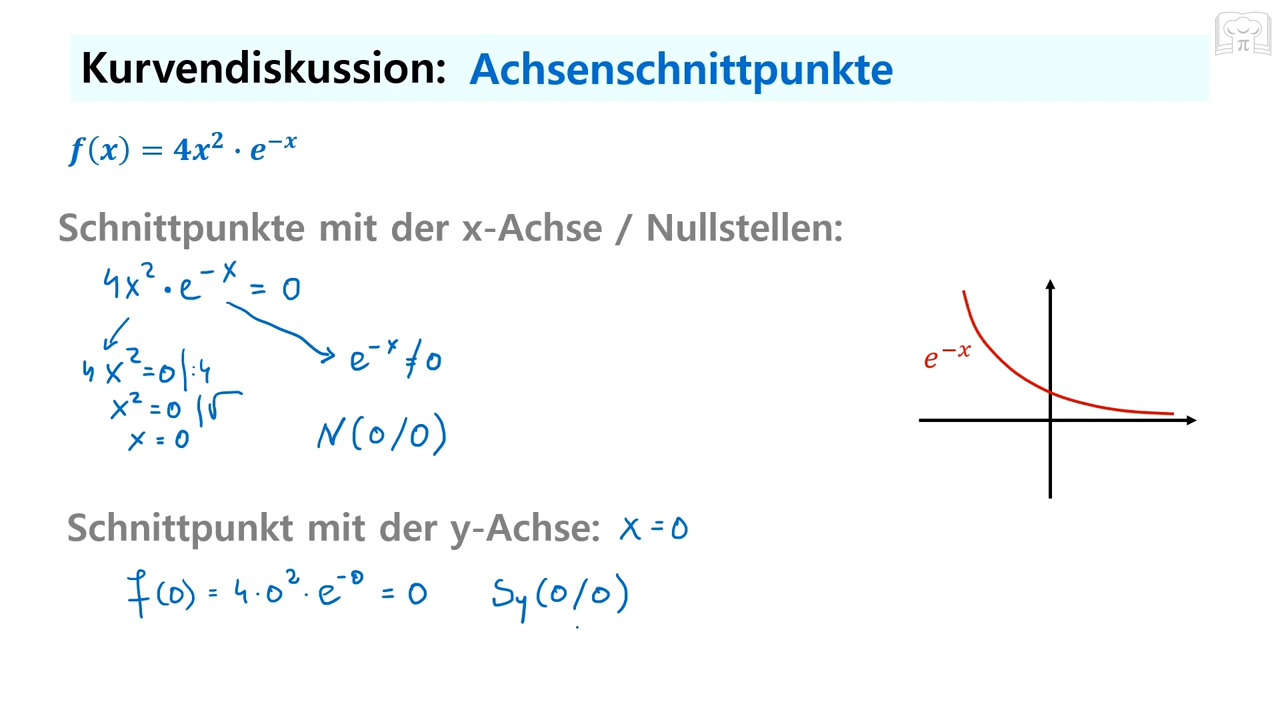 Kurvendiskussion: Achsenschnittpunkte
π
f(x) = 4x² · e⁻ˣ
Schnittpunkte mit der x-Achse / Nullstellen:
4x² · e⁻ˣ = 0
4x² = 0 | :4
e⁻ˣ ≠ 0
x² = 0 | √
x = 0
N(0/0)
e⁻ˣ
Schnittpunkt mit der y-Achse: x = 0
f(0) = 4 · 0² · e⁻⁰ = 0 Sy(0/0)